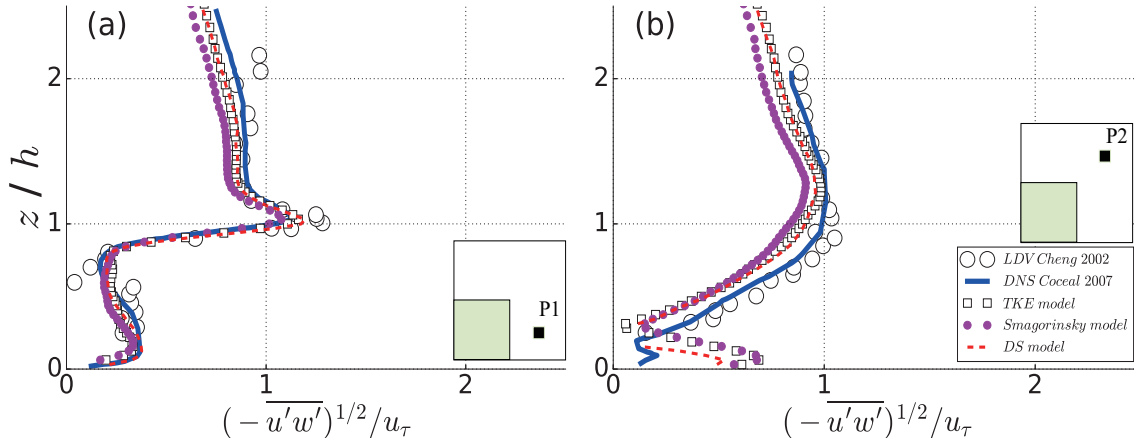 (a)
z / h
2
1
0
P1
0 1 2
(−u′w′)^{1/2}/u_τ
(b)
2
1
0
P2
LDV Cheng 2002
DNS Coceal 2007
TKE model
Smagorinsky model
DS model
0 1 2
(−u′w′)^{1/2}/u_τ